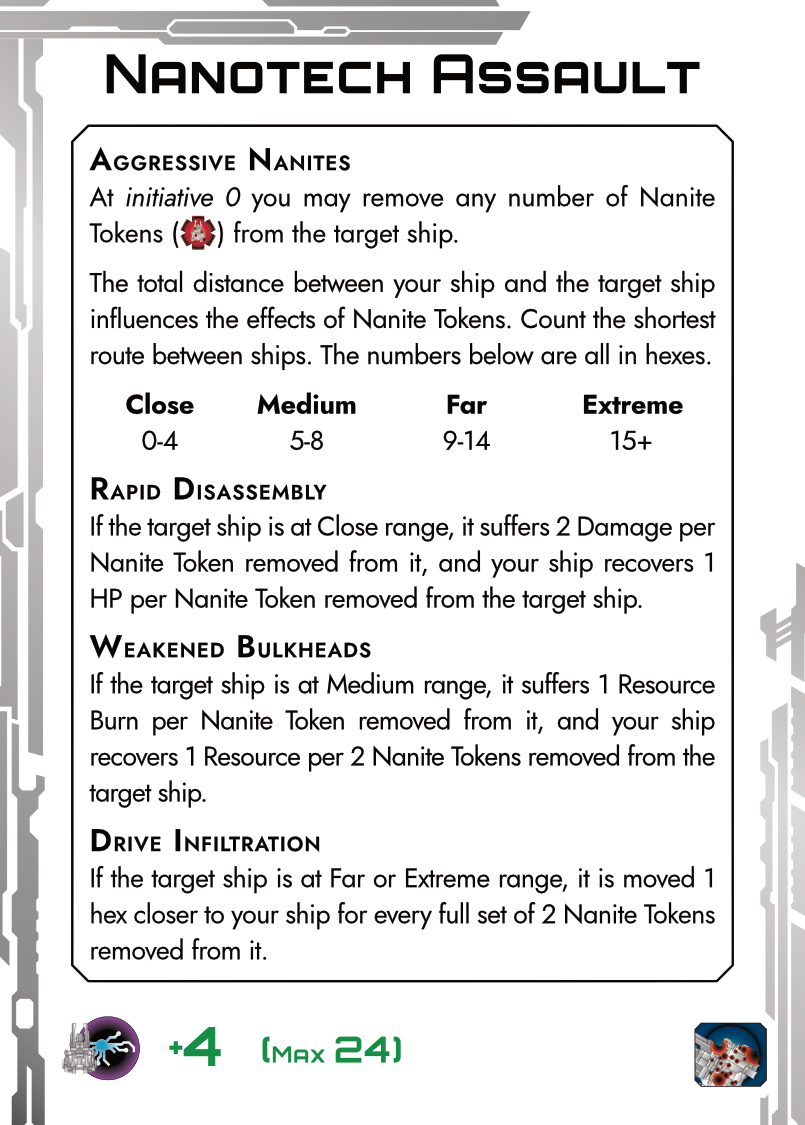 Nanotech Assault
Aggressive Nanites
At initiative 0 you may remove any number of Nanite
Tokens ( ) from the target ship.
The total distance between your ship and the target ship
influences the effects of Nanite Tokens. Count the shortest
route between ships. The numbers below are all in hexes.
Close Medium Far Extreme
0-4 5-8 9-14 15+
Rapid Disassembly
If the target ship is at Close range, it suffers 2 Damage per
Nanite Token removed from it, and your ship recovers 1
HP per Nanite Token removed from the target ship.
Weakened Bulkheads
If the target ship is at Medium range, it suffers 1 Resource
Burn per Nanite Token removed from it, and your ship
recovers 1 Resource per 2 Nanite Tokens removed from the
target ship.
Drive Infiltration
If the target ship is at Far or Extreme range, it is moved 1
hex closer to your ship for every full set of 2 Nanite Tokens
removed from it.
+4 (Max 24)